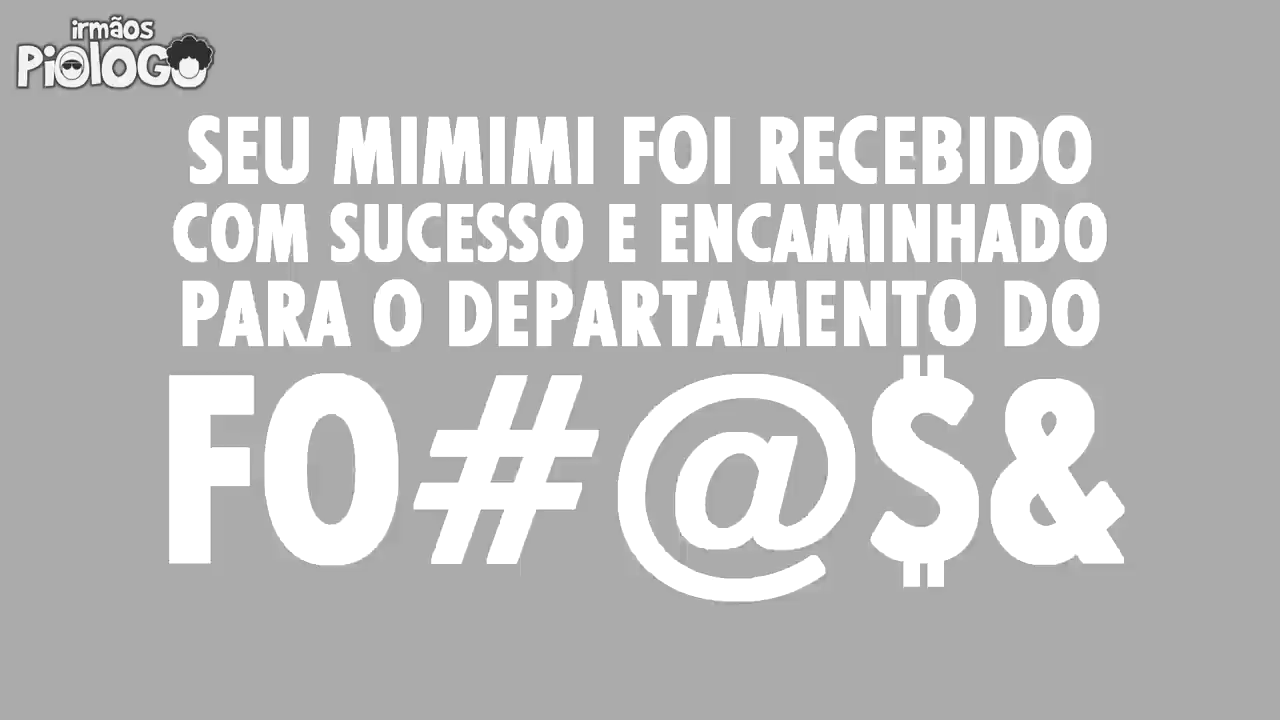 irmãos
PiOlOGO
SEU MIMIMI FOI RECEBIDO
COM SUCESSO E ENCAMINHADO
PARA O DEPARTAMENTO DO
FO#@$&